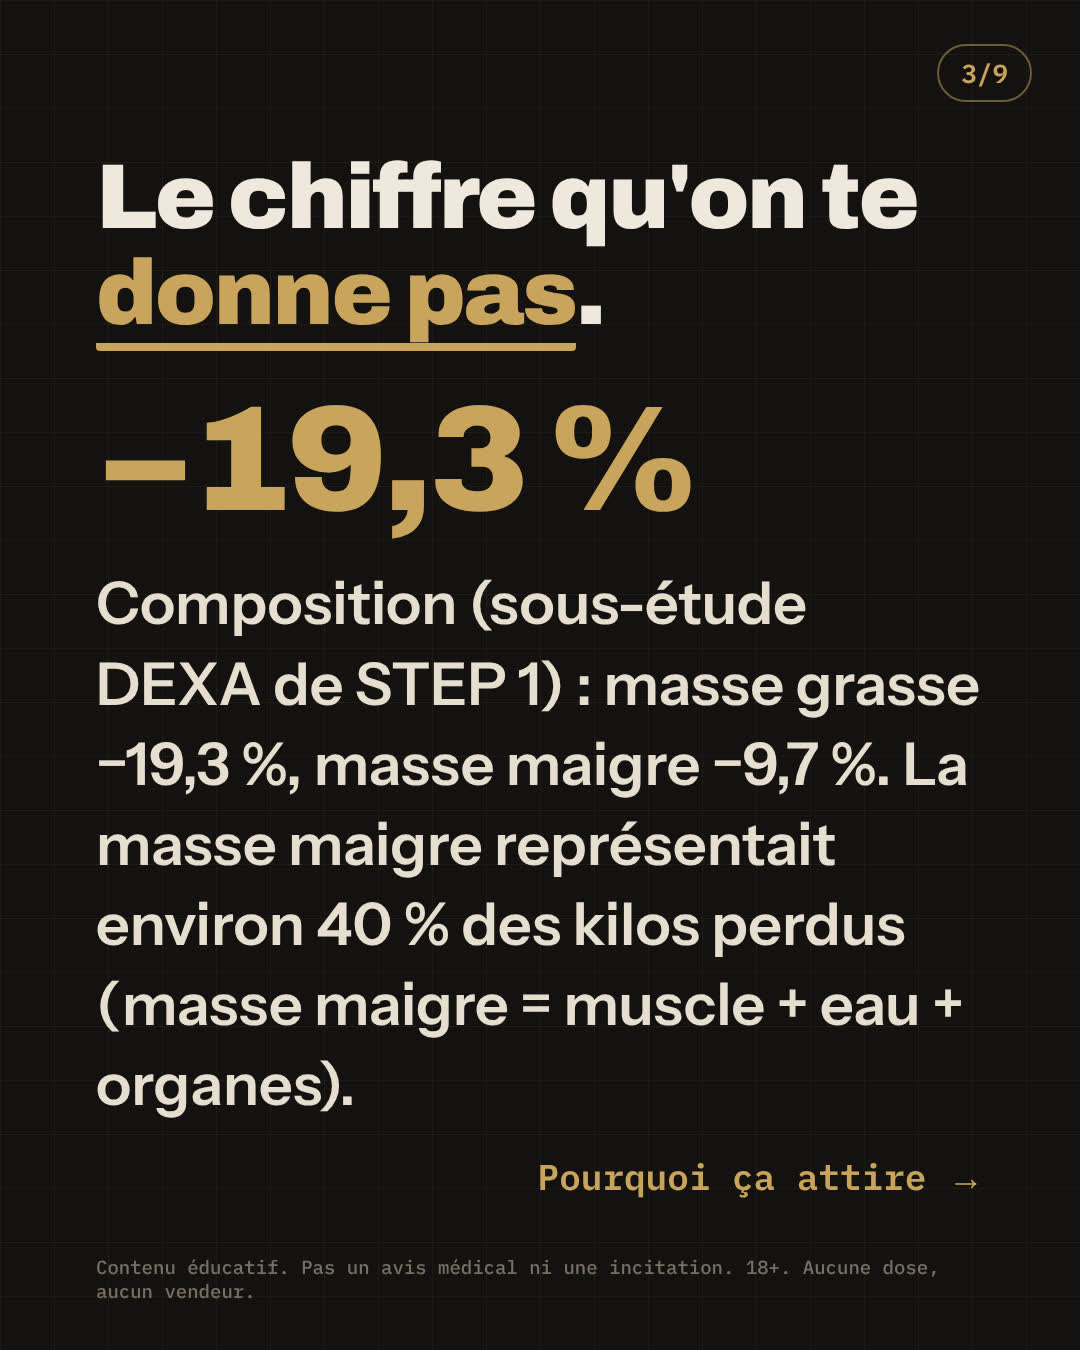 3/9
Le chiffre qu'on te
donne pas.
−19,3 %
Composition (sous-étude
DEXA de STEP 1) : masse grasse
−19,3 %, masse maigre −9,7 %. La
masse maigre représentait
environ 40 % des kilos perdus
(masse maigre = muscle + eau +
organes).
Pourquoi ça attire →
Contenu éducatif. Pas un avis médical ni une incitation. 18+. Aucune dose,
aucun vendeur.